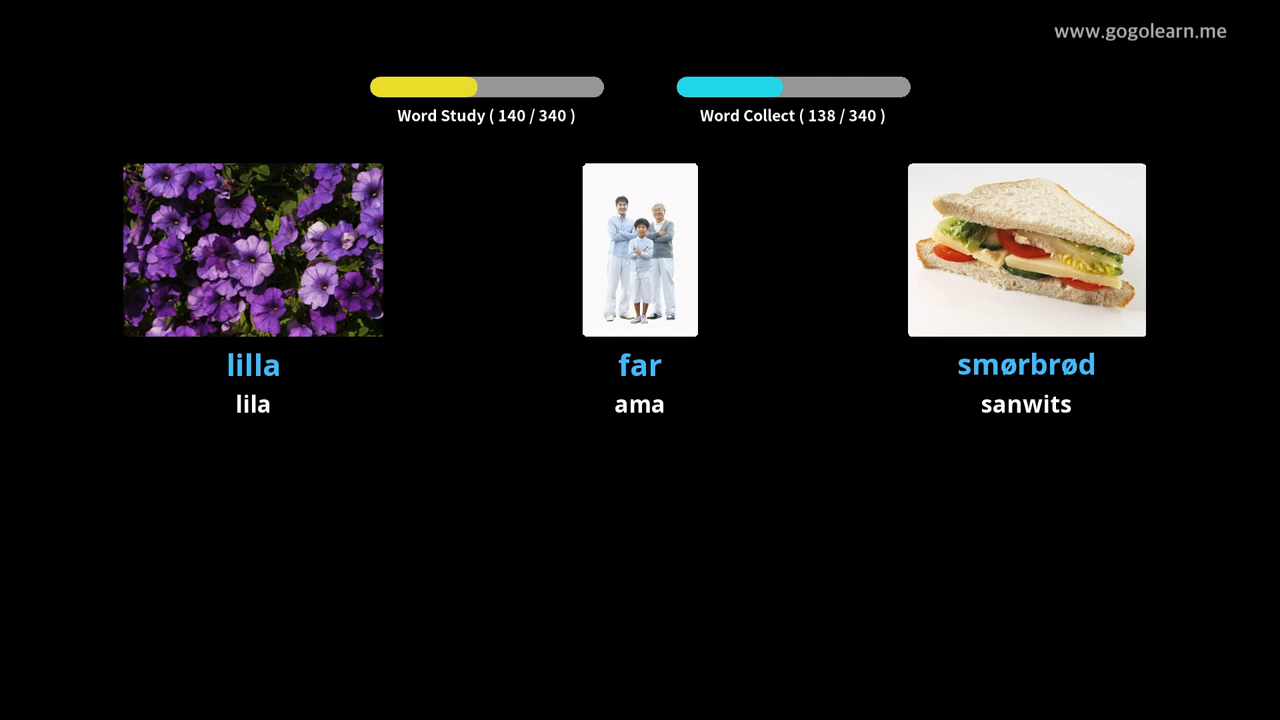 www.gogolearn.me
Word Study ( 140 / 340 )
Word Collect ( 138 / 340 )
lilla
lila
far
ama
smørbrød
sanwits